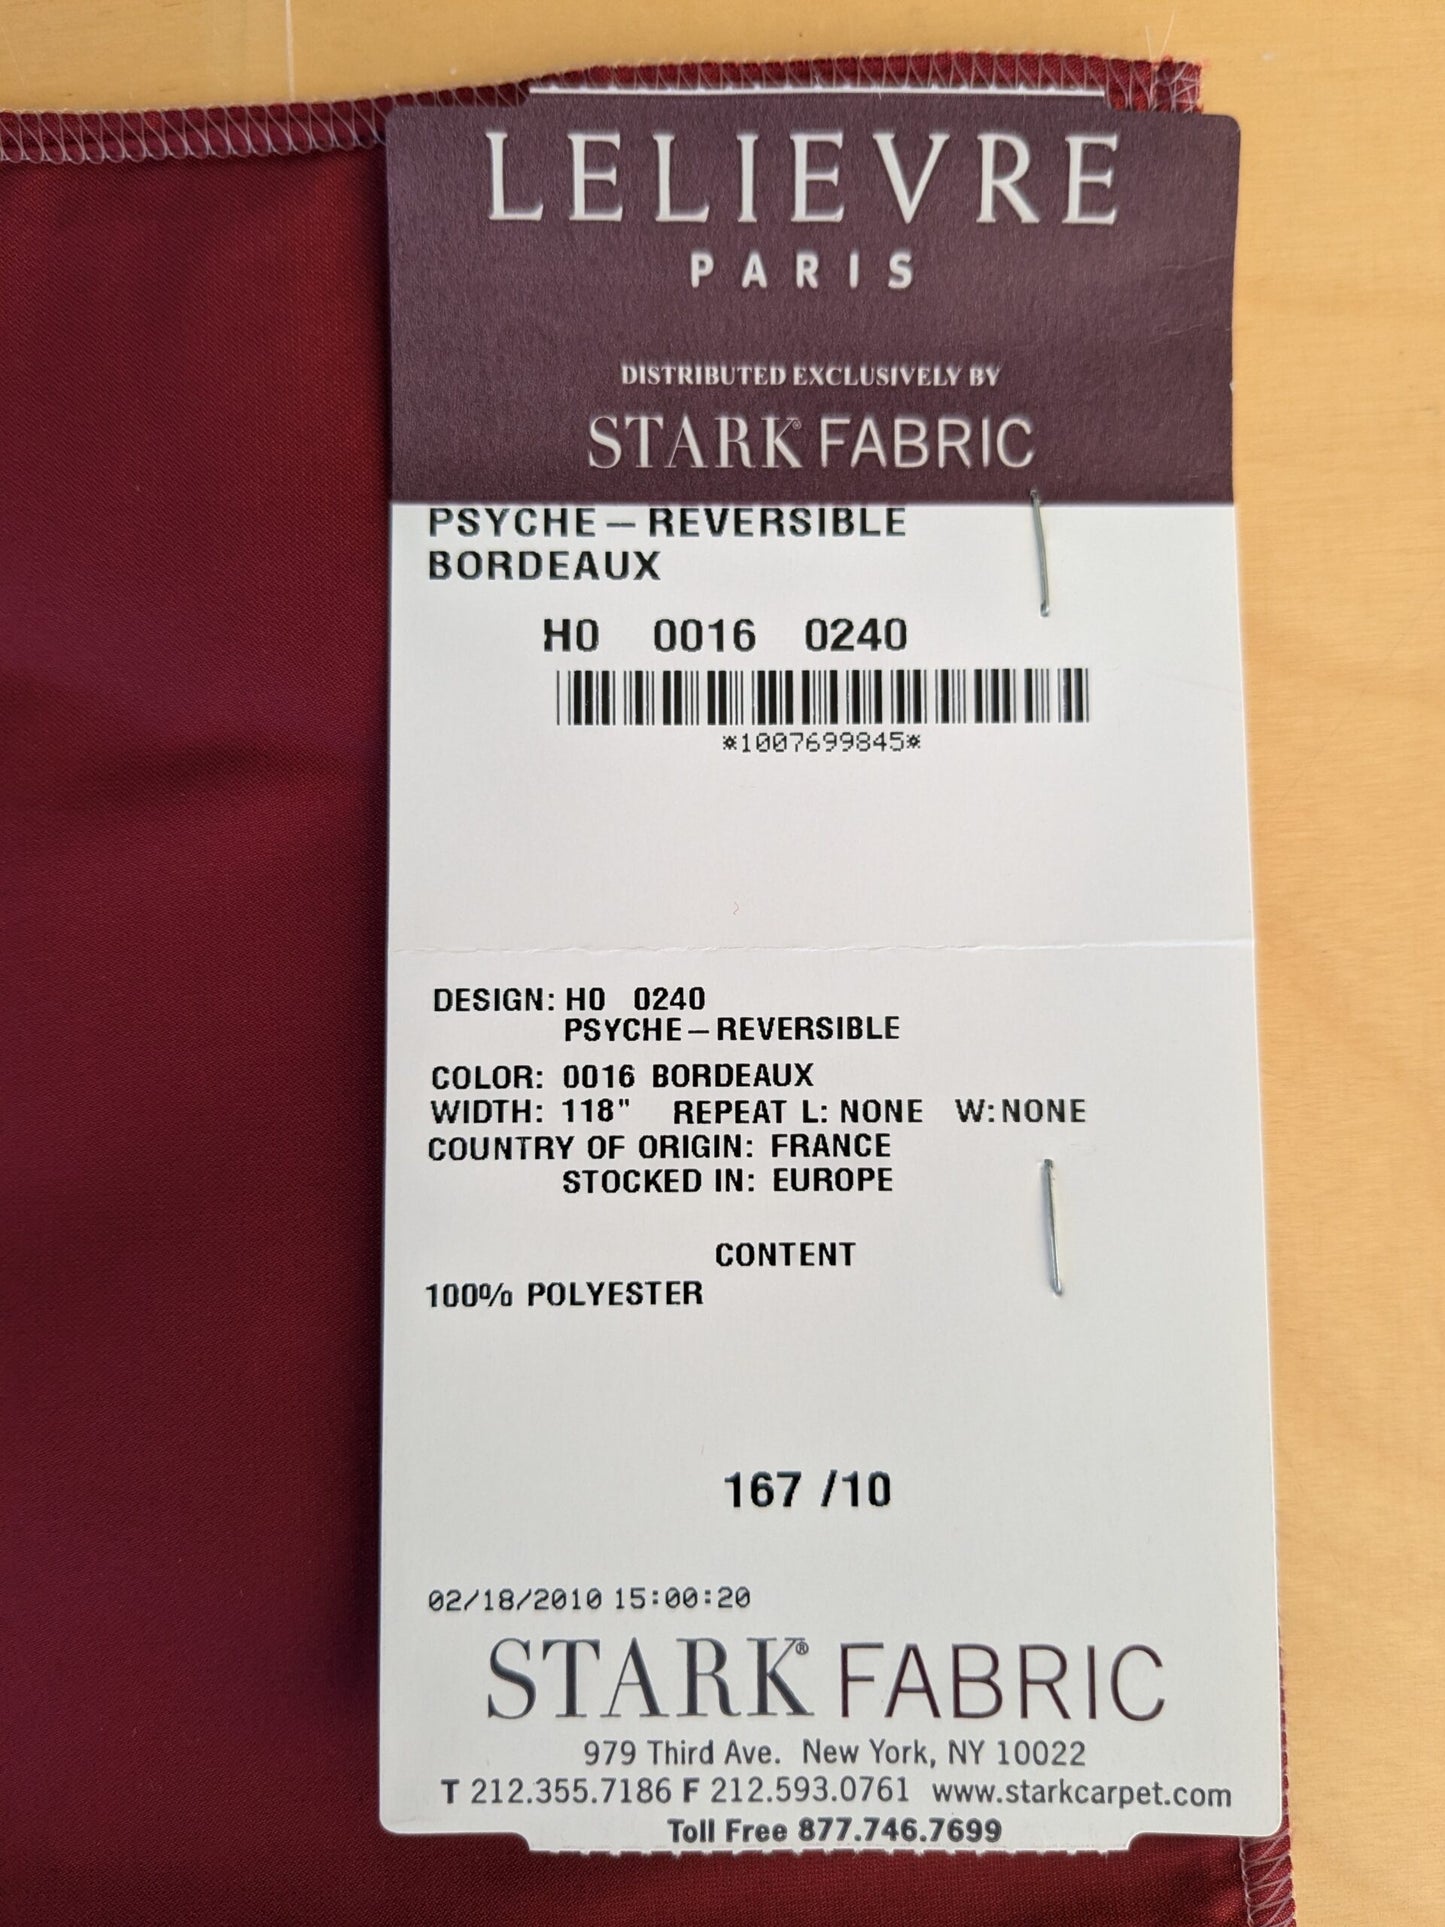 LELIEVRE
PARIS
DISTRIBUTED EXCLUSIVELY BY
STARK® FABRIC
PSYCHE – REVERSIBLE
BORDEAUX
H0 0016 0240
*1007699845*
DESIGN: H0 0240
PSYCHE – REVERSIBLE
COLOR: 0016 BORDEAUX
WIDTH: 118" REPEAT L: NONE W: NONE
COUNTRY OF ORIGIN: FRANCE
STOCKED IN: EUROPE
CONTENT
100% POLYESTER
167 /10
02/18/2010 15:00:20
STARK® FABRIC
979 Third Ave. New York, NY 10022
T 212.355.7186 F 212.593.0761 www.starkcarpet.com
Toll Free 877.746.7699